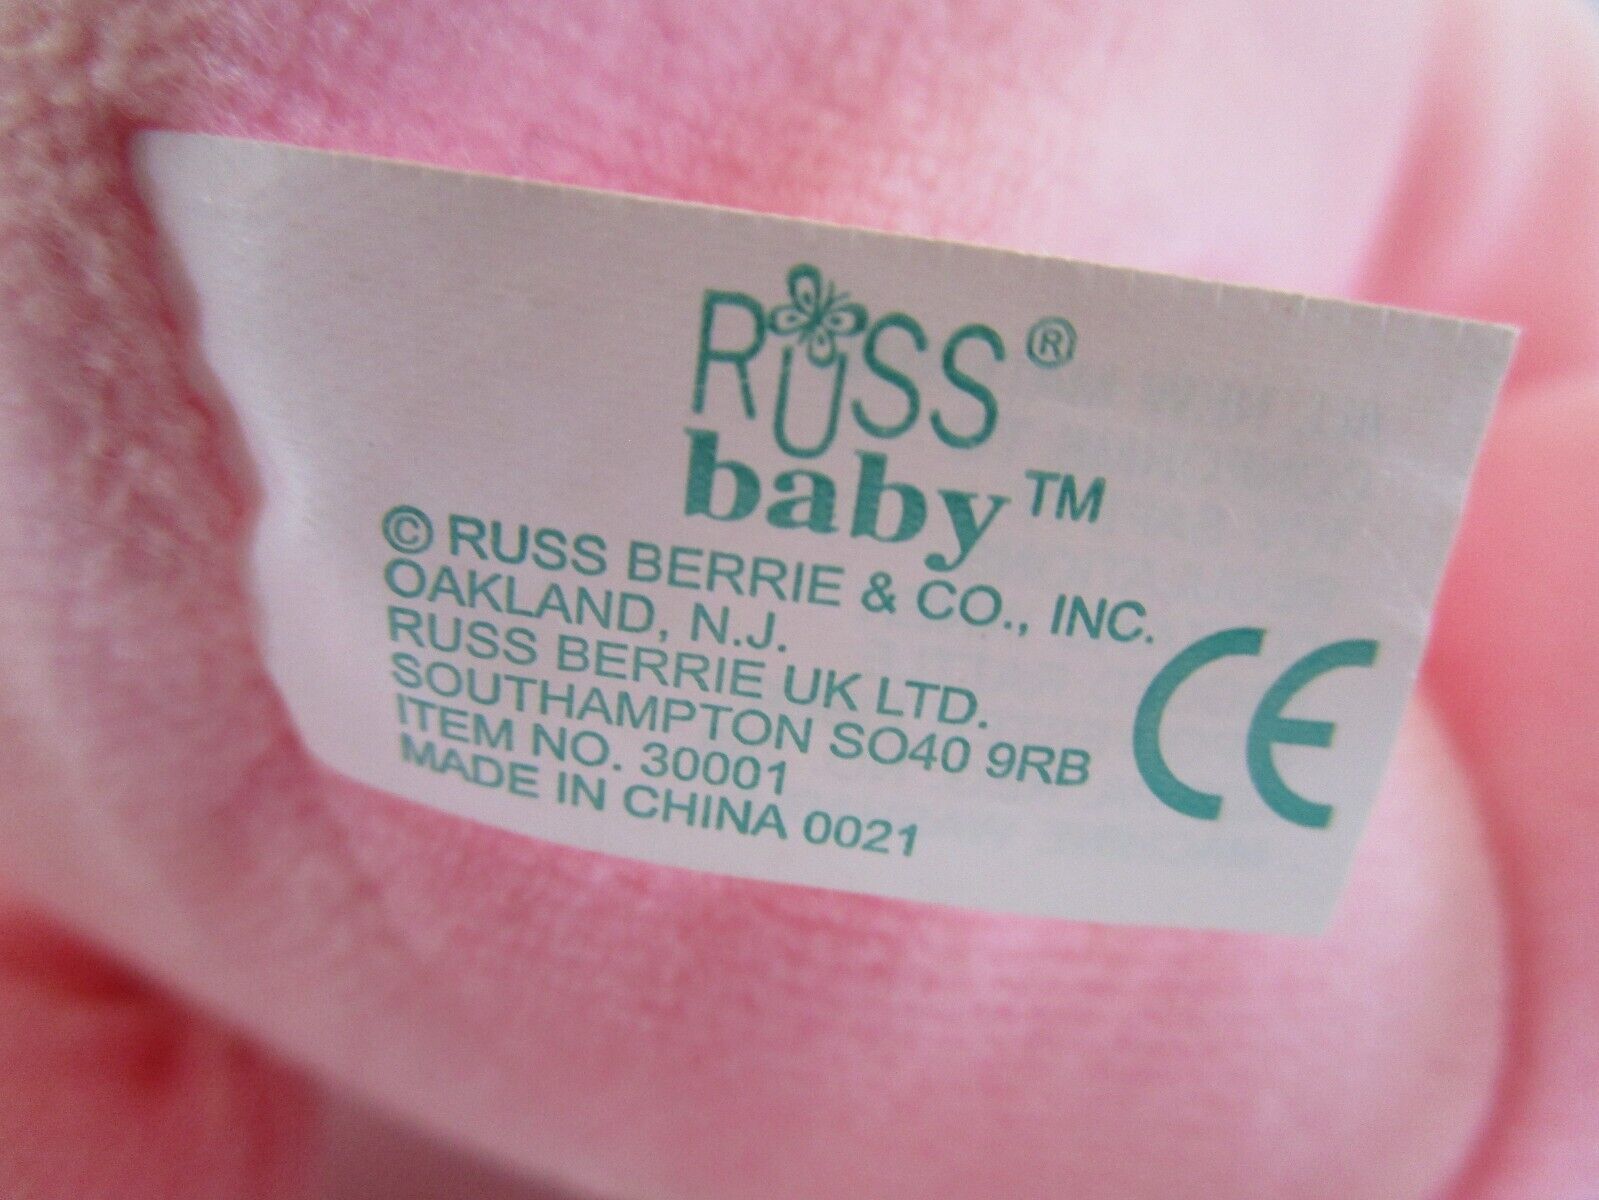 RUSS®
baby™
© RUSS BERRIE & CO., INC.
OAKLAND, N.J.
RUSS BERRIE UK LTD.
SOUTHAMPTON SO40 9RB
ITEM NO. 30001
MADE IN CHINA 0021
CE